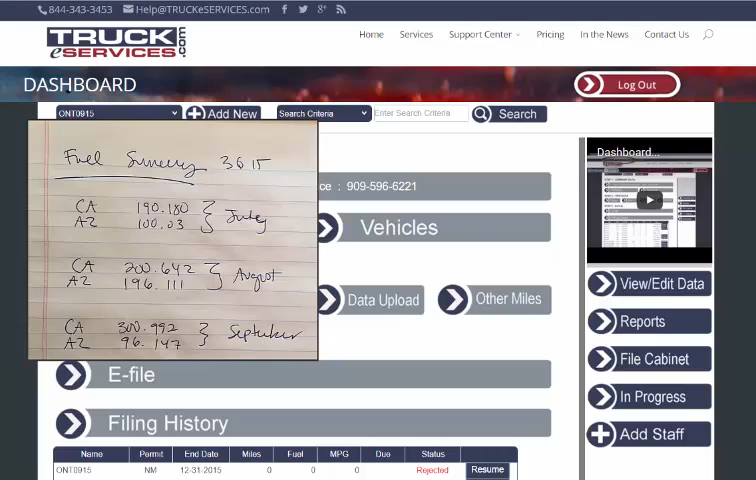 844-343-3453 Help@TRUCKeSERVICES.com
TRUCK
eSERVICES
.com
Home Services Support Center Pricing In the News Contact Us
DASHBOARD
Log Out
ONT0915
Add New
Search Criteria
Enter Search Criteria
Search
Fuel Summery 3G15
CA 190.180
AZ 100.03
July
CA 200.642
AZ 196.111
August
CA 300.992
AZ 96.147
September
ce : 909-596-6221
Vehicles
Data Upload
Other Miles
E-file
Filing History
Name Permit End Date Miles Fuel MPG Due Status
ONT0915 NM 12-31-2015 0 0 0 Rejected Resume
Dashboard...
View/Edit Data
Reports
File Cabinet
In Progress
Add Staff